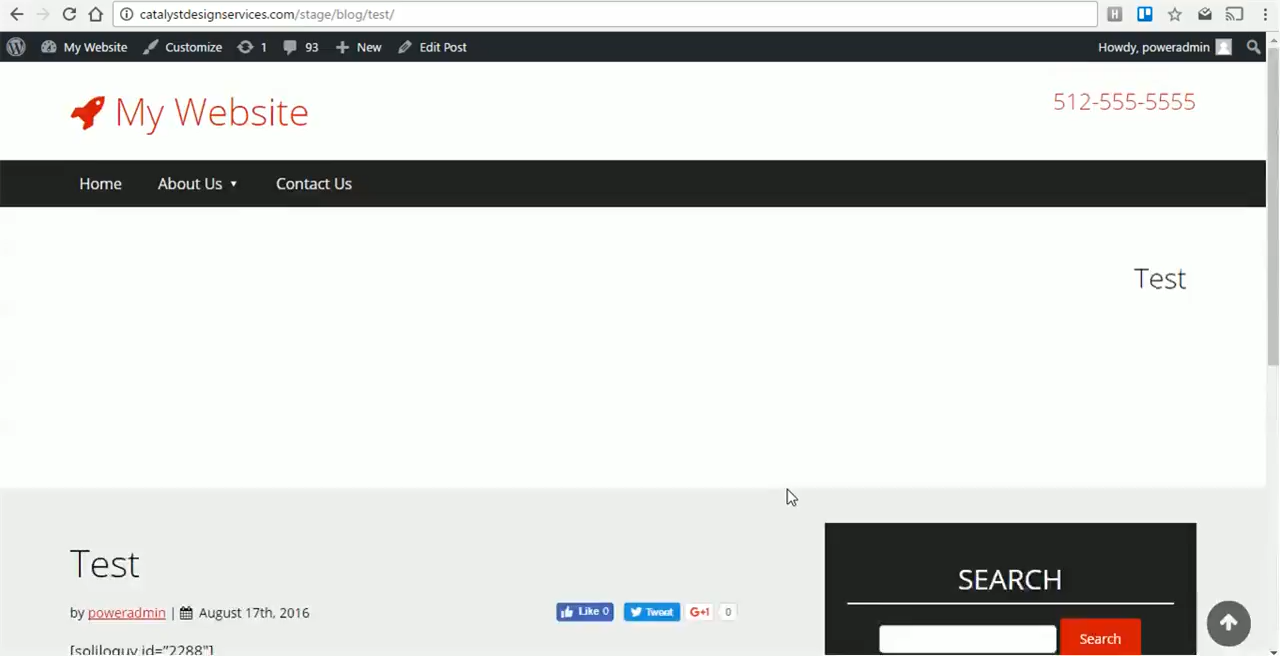 catalystdesignservices.com/stage/blog/test/
My Website Customize 1 93 New Edit Post Howdy, poweradmin
My Website
512-555-5555
Home About Us Contact Us
Test
Test
by poweradmin | August 17th, 2016
Like 0 Tweet G+1 0
[soliloquy id="2288"]
SEARCH
Search